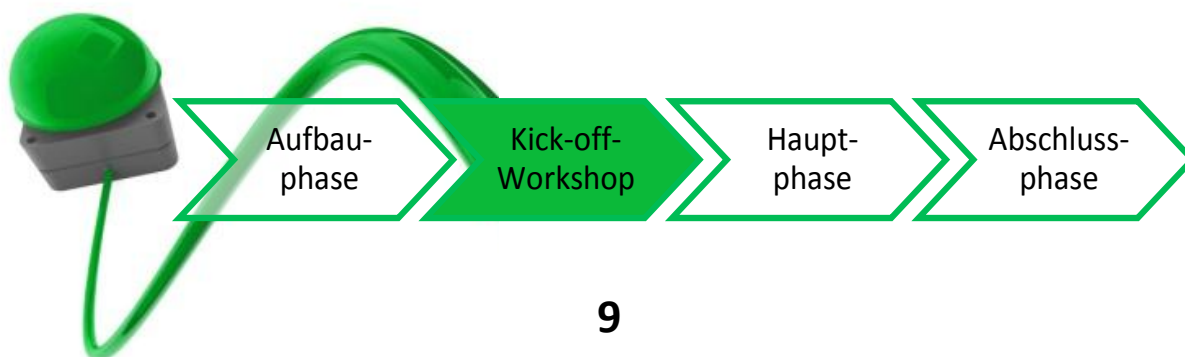 Aufbau-
phase
Kick-off-
Workshop
Haupt-
phase
Abschluss-
phase
9